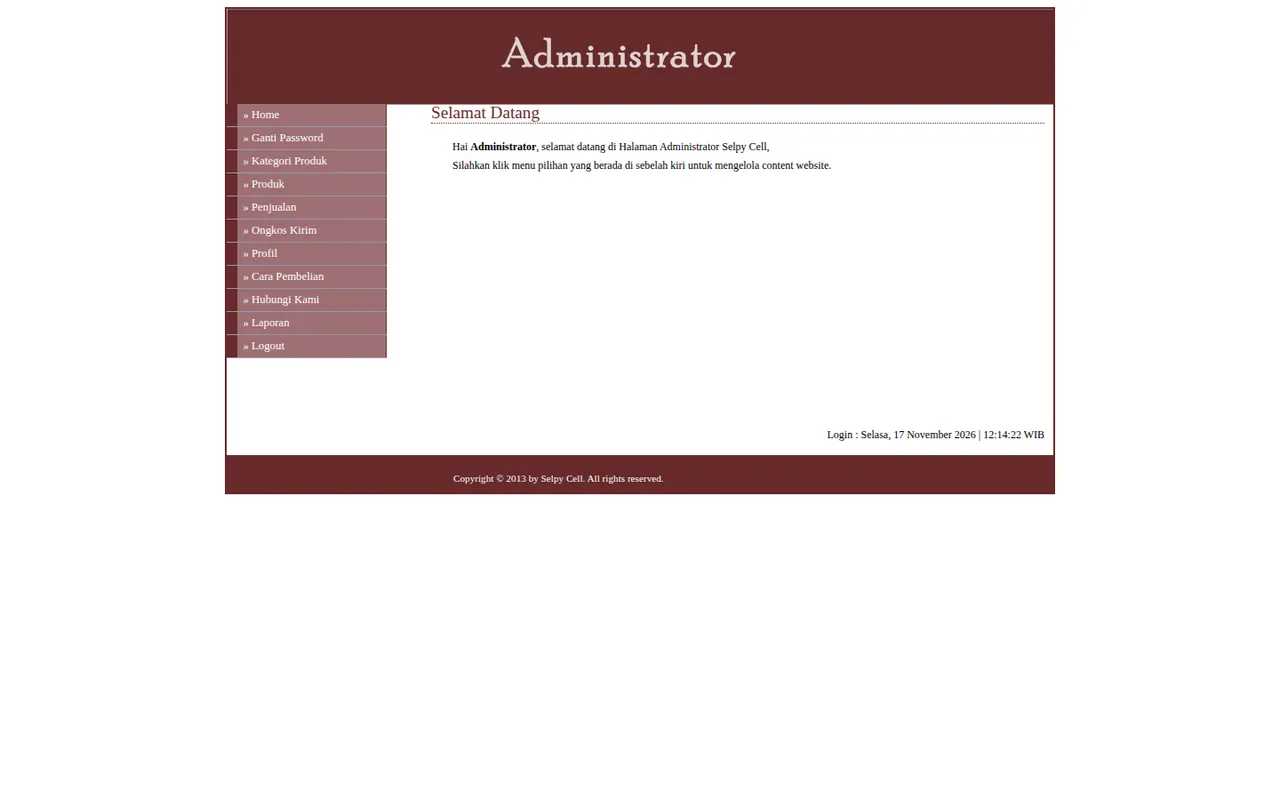 Administrator
» Home
» Ganti Password
» Kategori Produk
» Produk
» Penjualan
» Ongkos Kirim
» Profil
» Cara Pembelian
» Hubungi Kami
» Laporan
» Logout
Selamat Datang
Hai Administrator, selamat datang di Halaman Administrator Selpy Cell,
Silahkan klik menu pilihan yang berada di sebelah kiri untuk mengelola content website.
Login : Selasa, 17 November 2026 | 12:14:22 WIB
Copyright © 2013 by Selpy Cell. All rights reserved.